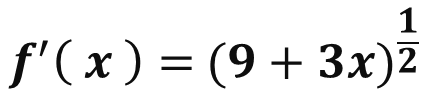 f′( x ) = (9 + 3x)^{1/2}